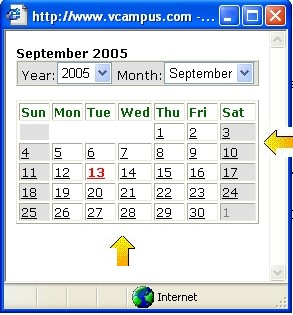 http://www.vcampus.com -...
September 2005
Year: 2005 Month: September
Sun Mon Tue Wed Thu Fri Sat
1 2 3
4 5 6 7 8 9 10
11 12 13 14 15 16 17
18 19 20 21 22 23 24
25 26 27 28 29 30 1
Internet